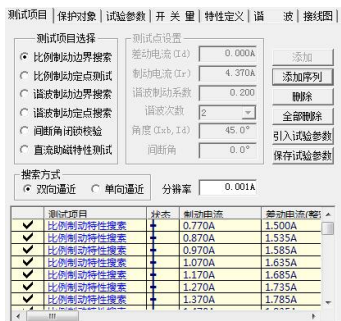 测试项目 保护对象 试验参数 开 关 量 特性定义 谐 波 接线图
测试项目选择
比例制动边界搜索
比例制动定点测试
谐波制动边界搜索
谐波制动定点搜索
间断角闭锁校验
直流助磁特性测试
测试点设置
差动电流(Id) 0.000A
制动电流(Ir) 4.370A
谐波制动系数 0.200
谐波次数 2
角度(Ixb,Id) 45.0°
间断角 0.0°
添加
添加序列
删除
全部删除
引入试验参数
保存试验参数
搜索方式
双向逼近 单向逼近 分辨率 0.001A
测试项目 状态 制动电流 差动电流(整
比例制动特性搜索 0.770A 1.500A
比例制动特性搜索 0.870A 1.535A
比例制动特性搜索 0.970A 1.585A
比例制动特性搜索 1.070A 1.635A
比例制动特性搜索 1.170A 1.685A
比例制动特性搜索 1.270A 1.735A
比例制动特性搜索 1.370A 1.785A